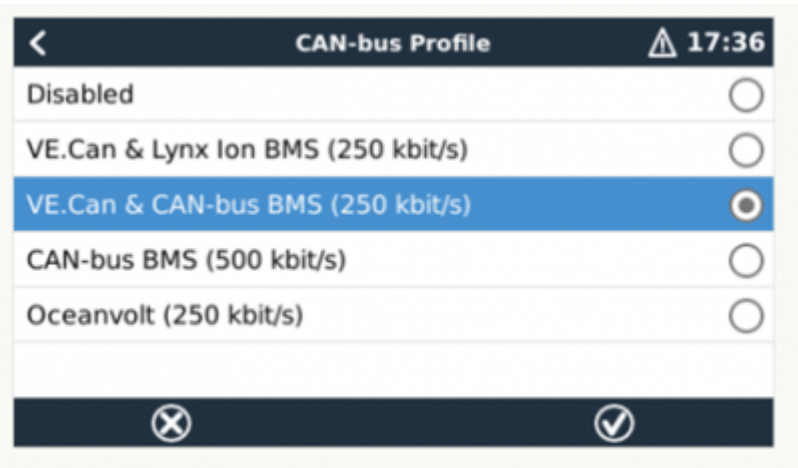 CAN-bus Profile 17:36
Disabled
VE.Can & Lynx Ion BMS (250 kbit/s)
VE.Can & CAN-bus BMS (250 kbit/s)
CAN-bus BMS (500 kbit/s)
Oceanvolt (250 kbit/s)